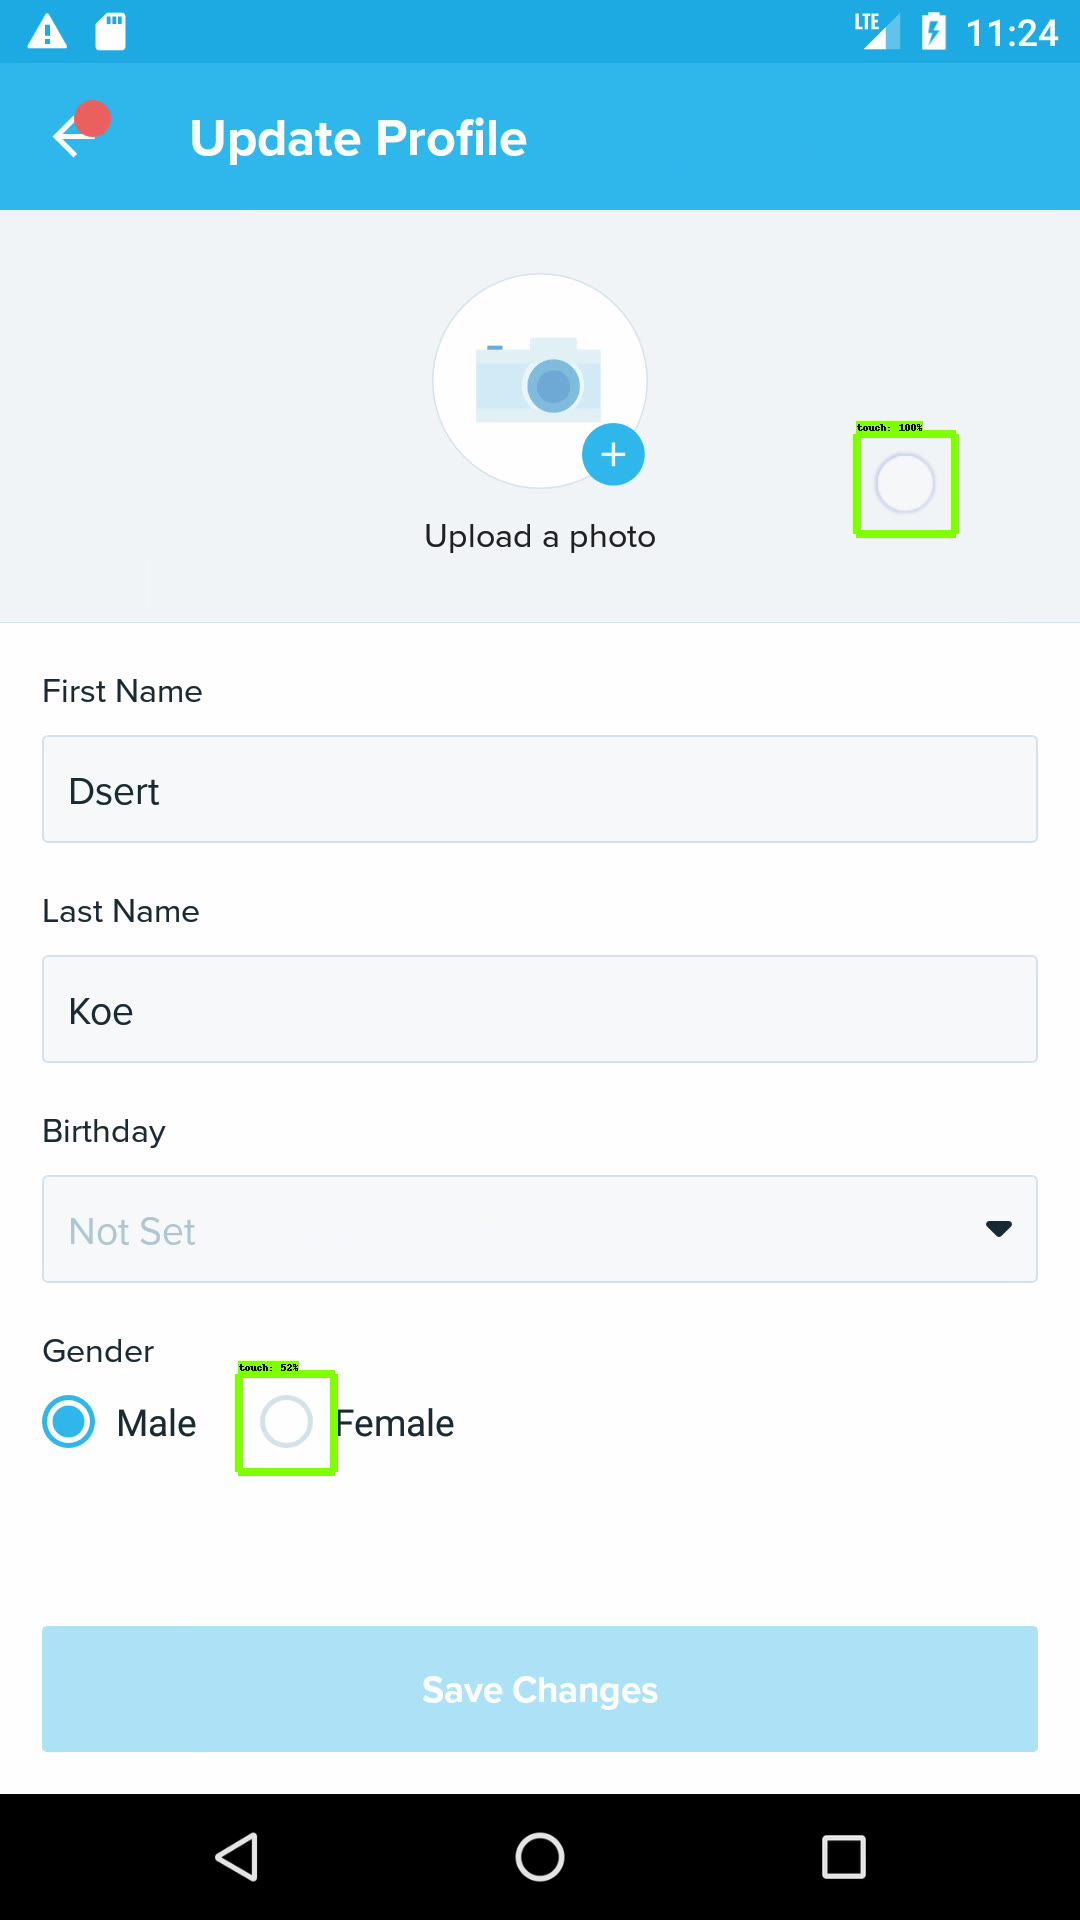 LTE 11:24
Update Profile
touch: 100%
Upload a photo
First Name
Dsert
Last Name
Koe
Birthday
Not Set
Gender
touch: 52%
Male Female
Save Changes